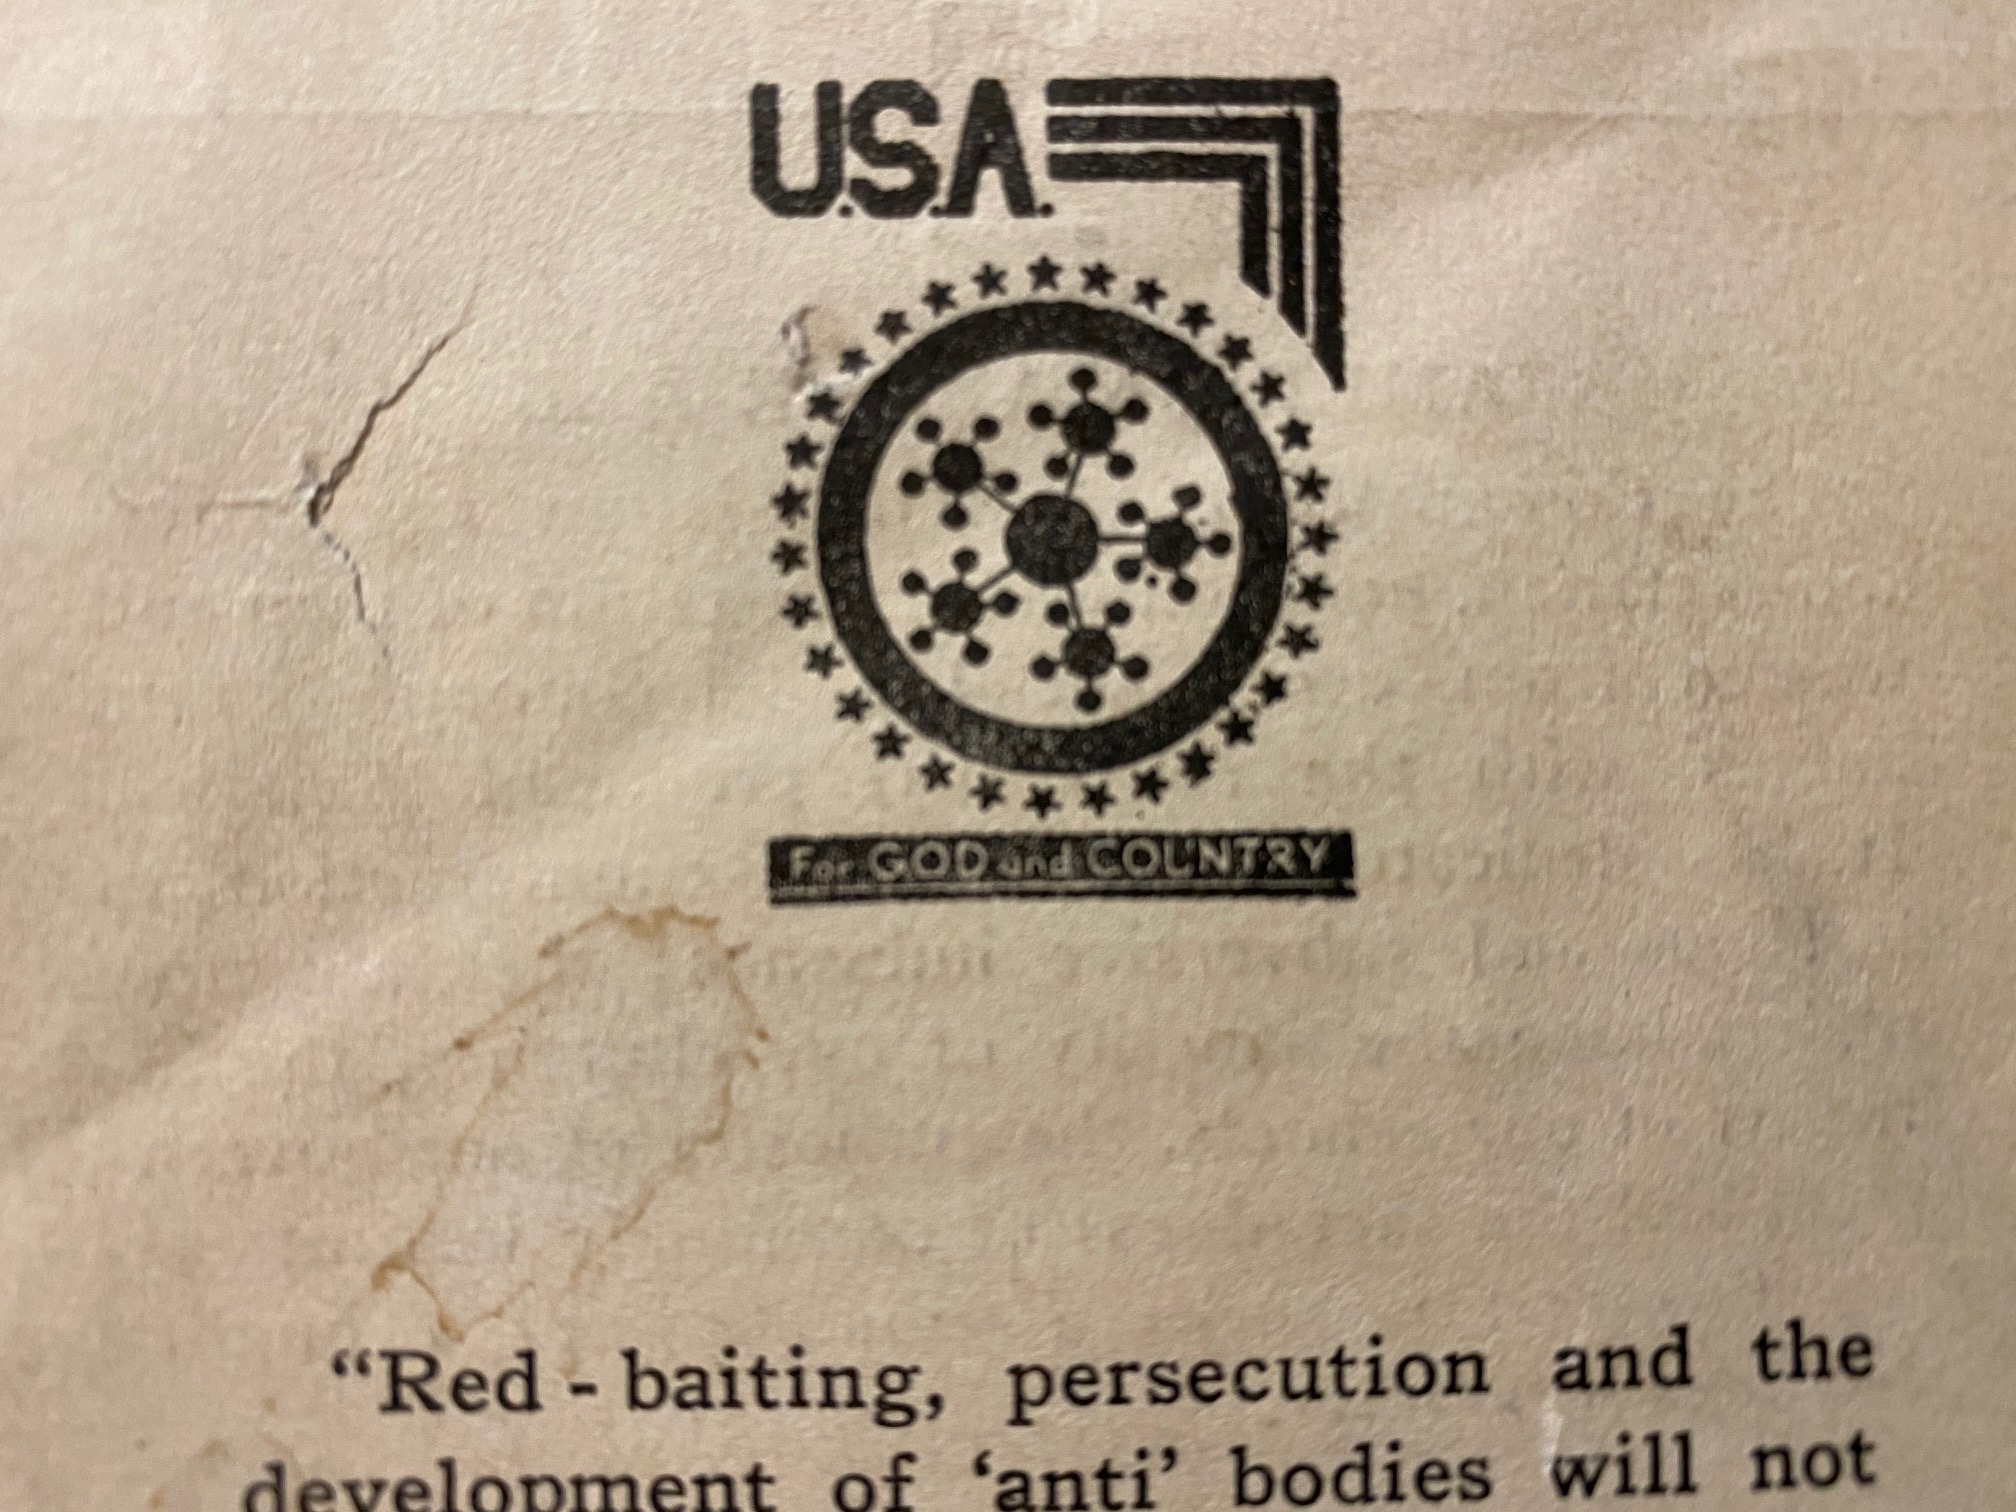 U.S.A.
For GOD and COUNTRY
“Red - baiting, persecution and the
development of ‘anti’ bodies will not